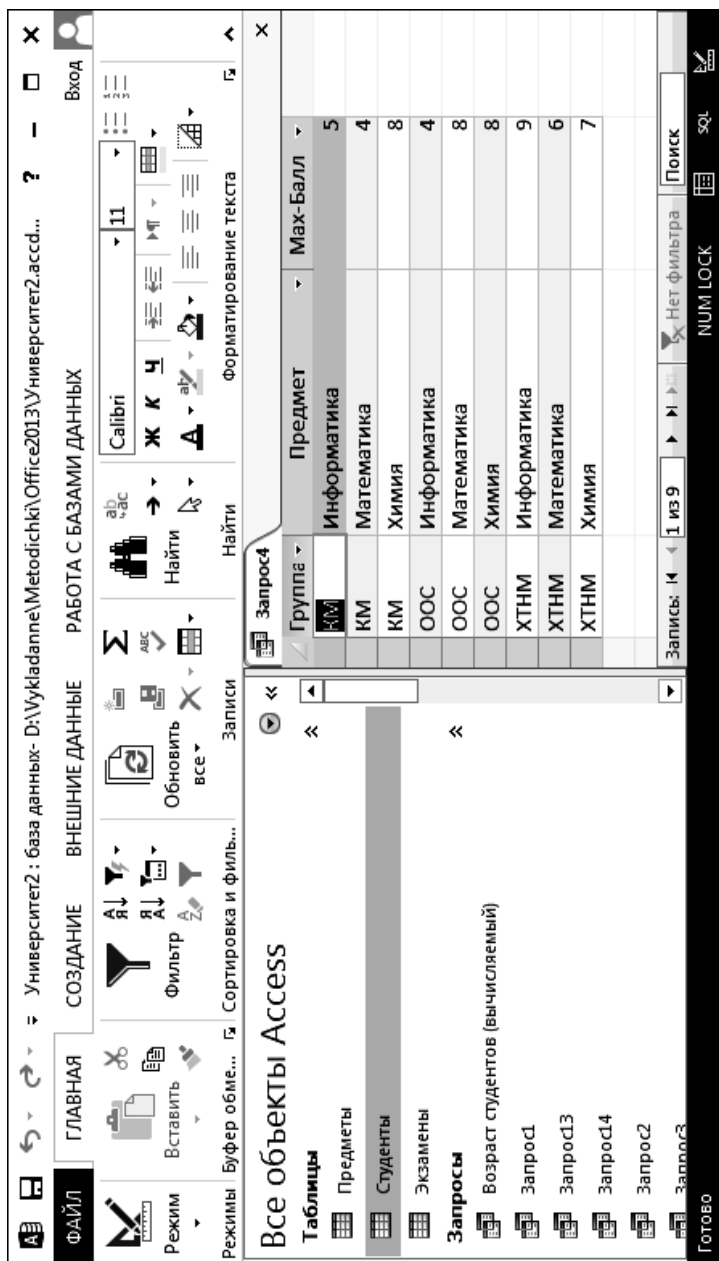 Университет2 : база данных- D:\Vykladanne\Metodichki\Office2013\Университет2.accd... ?
ФАЙЛ ГЛАВНАЯ СОЗДАНИЕ ВНЕШНИЕ ДАННЫЕ РАБОТА С БАЗАМИ ДАННЫХ Вход
Режим
Вставить
Фильтр
Обновить
все
Найти
Calibri 11
Ж К Ч
Режимы Буфер обме... Сортировка и филь... Записи Найти Форматирование текста
Все объекты Access
Таблицы
Предметы
Студенты
Экзамены
Запросы
Возраст студентов (вычисляемый)
Запрос1
Запрос13
Запрос14
Запрос2
Запрос3
Запрос4
Группа Предмет Мах-Балл
КМ Информатика 5
КМ Математика 4
КМ Химия 8
ООС Информатика 4
ООС Математика 8
ООС Химия 8
ХТНМ Информатика 9
ХТНМ Математика 6
ХТНМ Химия 7
Запись: 1 из 9 Нет фильтра Поиск
Готово NUM LOCK SQL